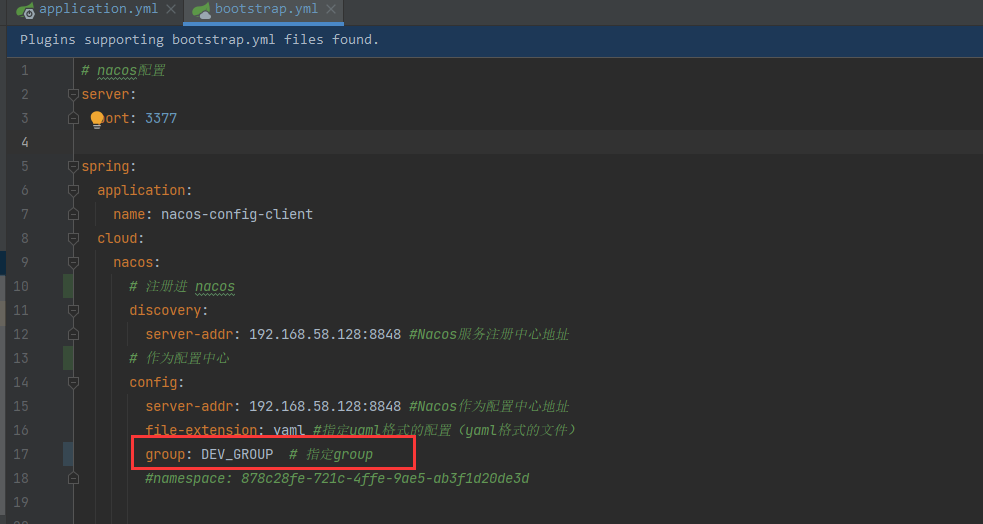 application.yml bootstrap.yml
Plugins supporting bootstrap.yml files found.
1 # nacos配置
2 server:
3 ort: 3377
4
5 spring:
6 application:
7 name: nacos-config-client
8 cloud:
9 nacos:
10 # 注册进 nacos
11 discovery:
12 server-addr: 192.168.58.128:8848 #Nacos服务注册中心地址
13 # 作为配置中心
14 config:
15 server-addr: 192.168.58.128:8848 #Nacos作为配置中心地址
16 file-extension: yaml #指定yaml格式的配置（yaml格式的文件）
17 group: DEV_GROUP # 指定group
18 #namespace: 878c28fe-721c-4ffe-9ae5-ab3f1d20de3d
19